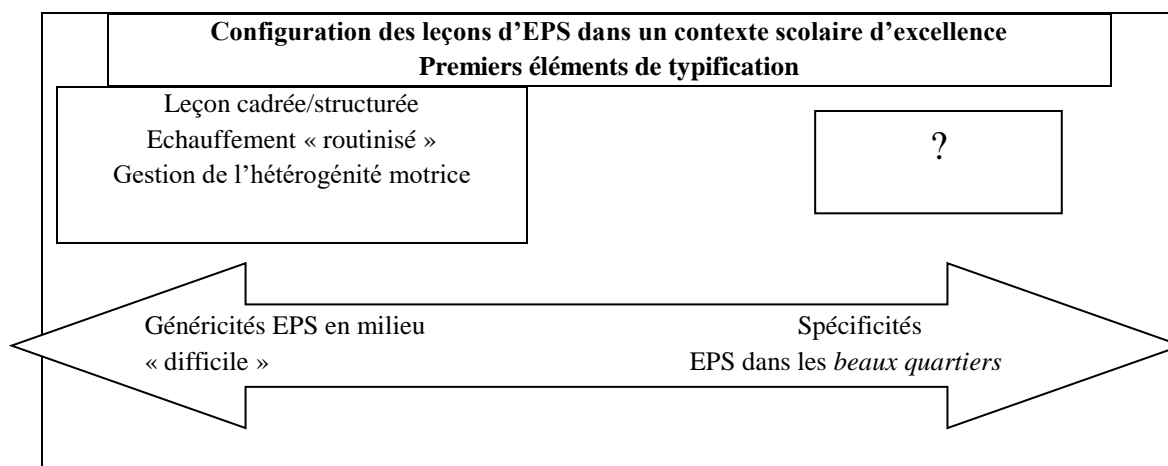 Configuration des leçons d’EPS dans un contexte scolaire d’excellence
Premiers éléments de typification
Leçon cadrée/structurée
Echauffement « routinisé »
Gestion de l’hétérogénité motrice
?
Généricités EPS en milieu
« difficile »
Spécificités
EPS dans les beaux quartiers